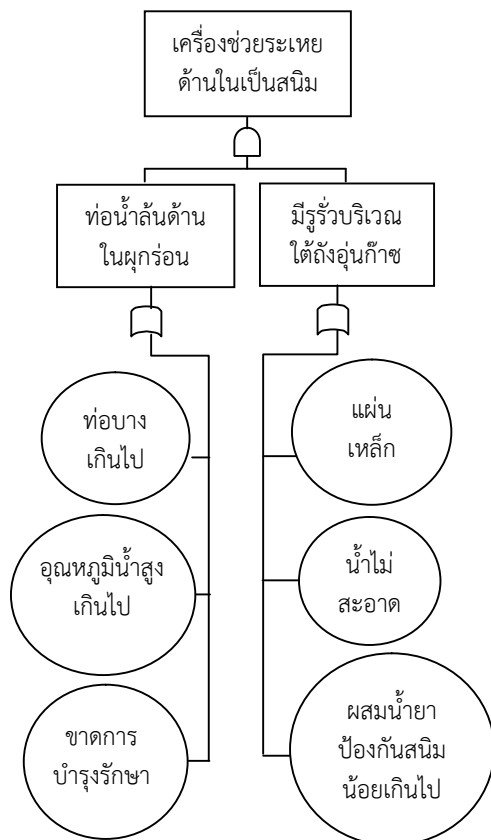 เครื่องช่วยระเหย
ด้านในเป็นสนิม
ท่อน้ำล้นด้าน
ในผุกร่อน
มีรูรั่วบริเวณ
ใต้ถังอุ่นก๊าซ
ท่อบาง
เกินไป
อุณหภูมิน้ำสูง
เกินไป
ขาดการ
บำรุงรักษา
แผ่น
เหล็ก
น้ำไม่
สะอาด
ผสมน้ำยา
ป้องกันสนิม
น้อยเกินไป